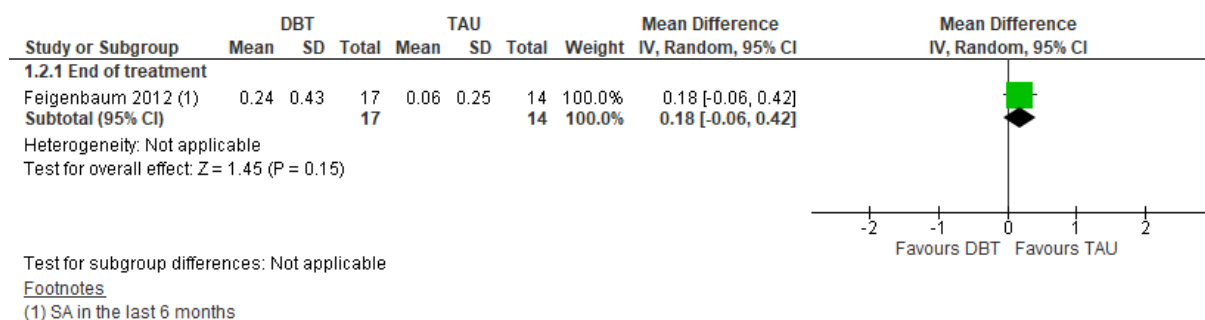 DBT TAU Mean Difference Mean Difference
Study or Subgroup Mean SD Total Mean SD Total Weight IV, Random, 95% CI IV, Random, 95% CI
1.2.1 End of treatment
Feigenbaum 2012 (1) 0.24 0.43 17 0.06 0.25 14 100.0% 0.18 [-0.06, 0.42]
Subtotal (95% CI) 17 14 100.0% 0.18 [-0.06, 0.42]
Heterogeneity: Not applicable
Test for overall effect: Z = 1.45 (P = 0.15)
-2 -1 0 1 2
Favours DBT Favours TAU
Test for subgroup differences: Not applicable
Footnotes
(1) SA in the last 6 months